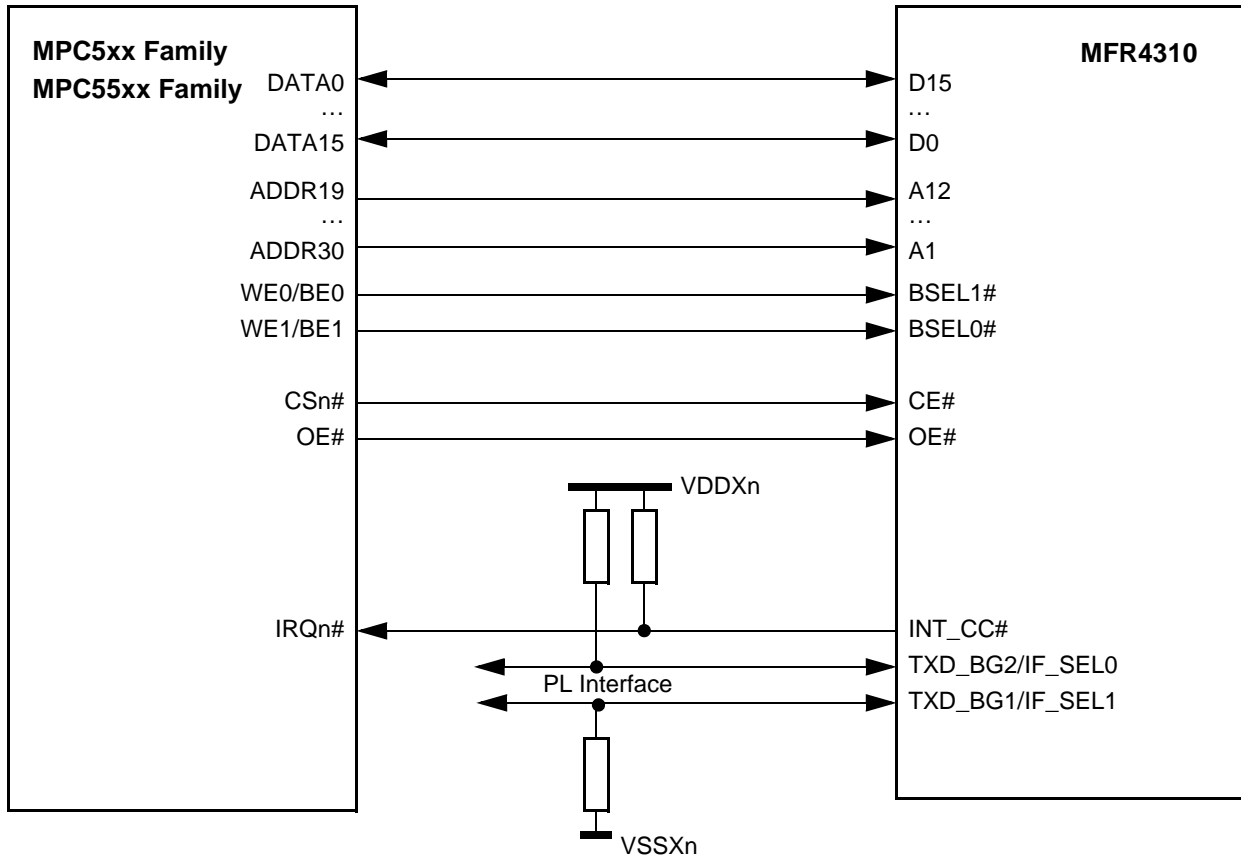 MPC5xx Family
MPC55xx Family
MFR4310
DATA0
D15
…
…
DATA15
D0
ADDR19
A12
…
…
ADDR30
A1
WE0/BE0
BSEL1#
WE1/BE1
BSEL0#
CSn#
CE#
OE#
OE#
VDDXn
IRQn#
INT_CC#
TXD_BG2/IF_SEL0
PL Interface
TXD_BG1/IF_SEL1
VSSXn